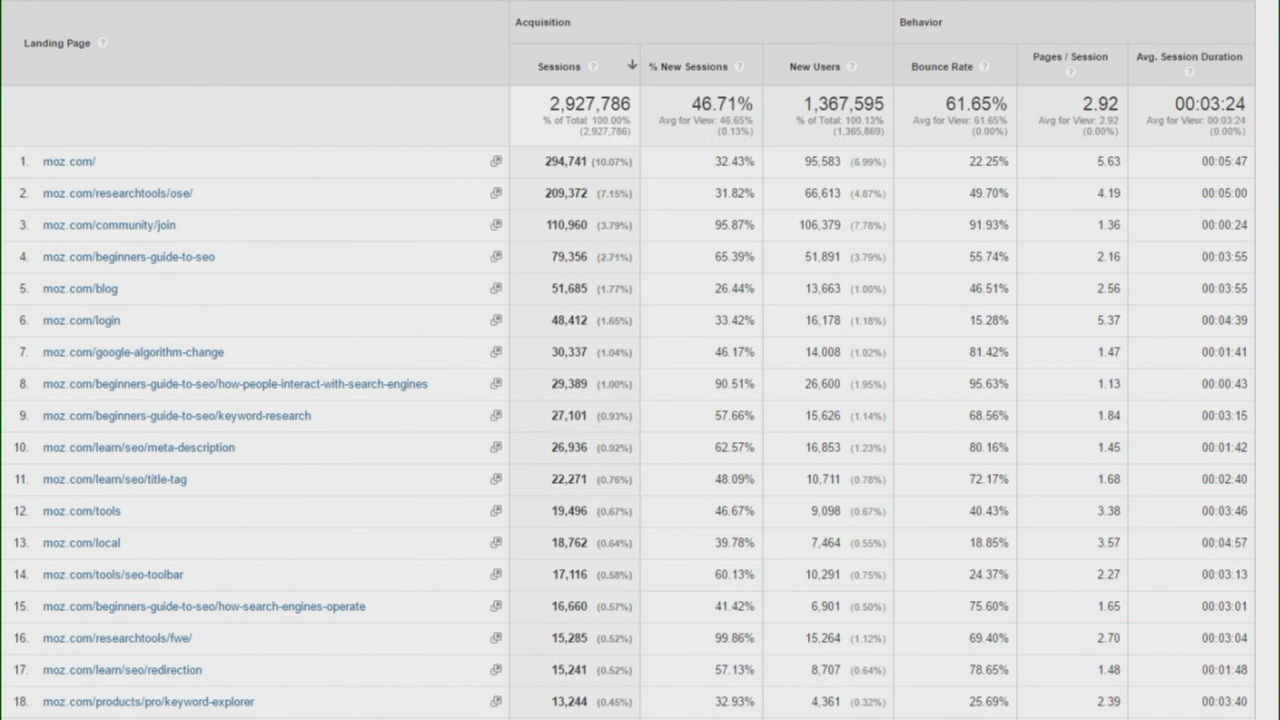 Acquisition Behavior
Landing Page ?
Sessions ? % New Sessions ? New Users ? Bounce Rate ? Pages / Session ? Avg. Session Duration ?
2,927,786 46.71% 1,367,595 61.65% 2.92 00:03:24
% of Total: 100.00% Avg for View: 46.65% % of Total: 100.13% Avg for View: 61.65% Avg for View: 2.92 Avg for View: 00:03:24
(2,927,786) (0.13%) (1,365,869) (0.00%) (0.00%) (0.00%)
1. moz.com/ 294,741 (10.07%) 32.43% 95,583 (6.99%) 22.25% 5.63 00:05:47
2. moz.com/researchtools/ose/ 209,372 (7.15%) 31.82% 66,613 (4.87%) 49.70% 4.19 00:05:00
3. moz.com/community/join 110,960 (3.79%) 95.87% 106,379 (7.78%) 91.93% 1.36 00:00:24
4. moz.com/beginners-guide-to-seo 79,356 (2.71%) 65.39% 51,891 (3.79%) 55.74% 2.16 00:03:55
5. moz.com/blog 51,685 (1.77%) 26.44% 13,663 (1.00%) 46.51% 2.56 00:03:55
6. moz.com/login 48,412 (1.65%) 33.42% 16,178 (1.18%) 15.28% 5.37 00:04:39
7. moz.com/google-algorithm-change 30,337 (1.04%) 46.17% 14,008 (1.02%) 81.42% 1.47 00:01:41
8. moz.com/beginners-guide-to-seo/how-people-interact-with-search-engines 29,389 (1.00%) 90.51% 26,600 (1.95%) 95.63% 1.13 00:00:43
9. moz.com/beginners-guide-to-seo/keyword-research 27,101 (0.93%) 57.66% 15,626 (1.14%) 68.56% 1.84 00:03:15
10. moz.com/learn/seo/meta-description 26,936 (0.92%) 62.57% 16,853 (1.23%) 80.16% 1.45 00:01:42
11. moz.com/learn/seo/title-tag 22,271 (0.76%) 48.09% 10,711 (0.78%) 72.17% 1.68 00:02:40
12. moz.com/tools 19,496 (0.67%) 46.67% 9,098 (0.67%) 40.43% 3.38 00:03:46
13. moz.com/local 18,762 (0.64%) 39.78% 7,464 (0.55%) 18.85% 3.57 00:04:57
14. moz.com/tools/seo-toolbar 17,116 (0.58%) 60.13% 10,291 (0.75%) 24.37% 2.27 00:03:13
15. moz.com/beginners-guide-to-seo/how-search-engines-operate 16,660 (0.57%) 41.42% 6,901 (0.50%) 75.60% 1.65 00:03:01
16. moz.com/researchtools/fwe/ 15,285 (0.52%) 99.86% 15,264 (1.12%) 69.40% 2.70 00:03:04
17. moz.com/learn/seo/redirection 15,241 (0.52%) 57.13% 8,707 (0.64%) 78.65% 1.48 00:01:48
18. moz.com/products/pro/keyword-explorer 13,244 (0.45%) 32.93% 4,361 (0.32%) 25.69% 2.39 00:03:40